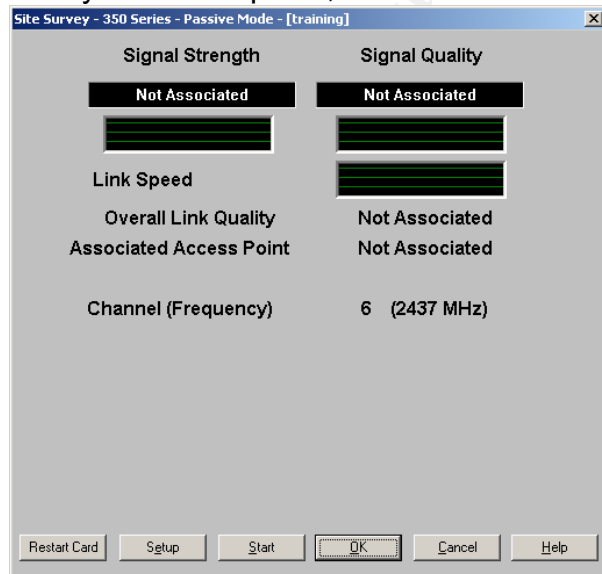 Site Survey - 350 Series - Passive Mode - [training]
Signal Strength Signal Quality
Not Associated Not Associated
Link Speed
Overall Link Quality Not Associated
Associated Access Point Not Associated
Channel (Frequency) 6 (2437 MHz)
Restart Card Setup Start OK Cancel Help